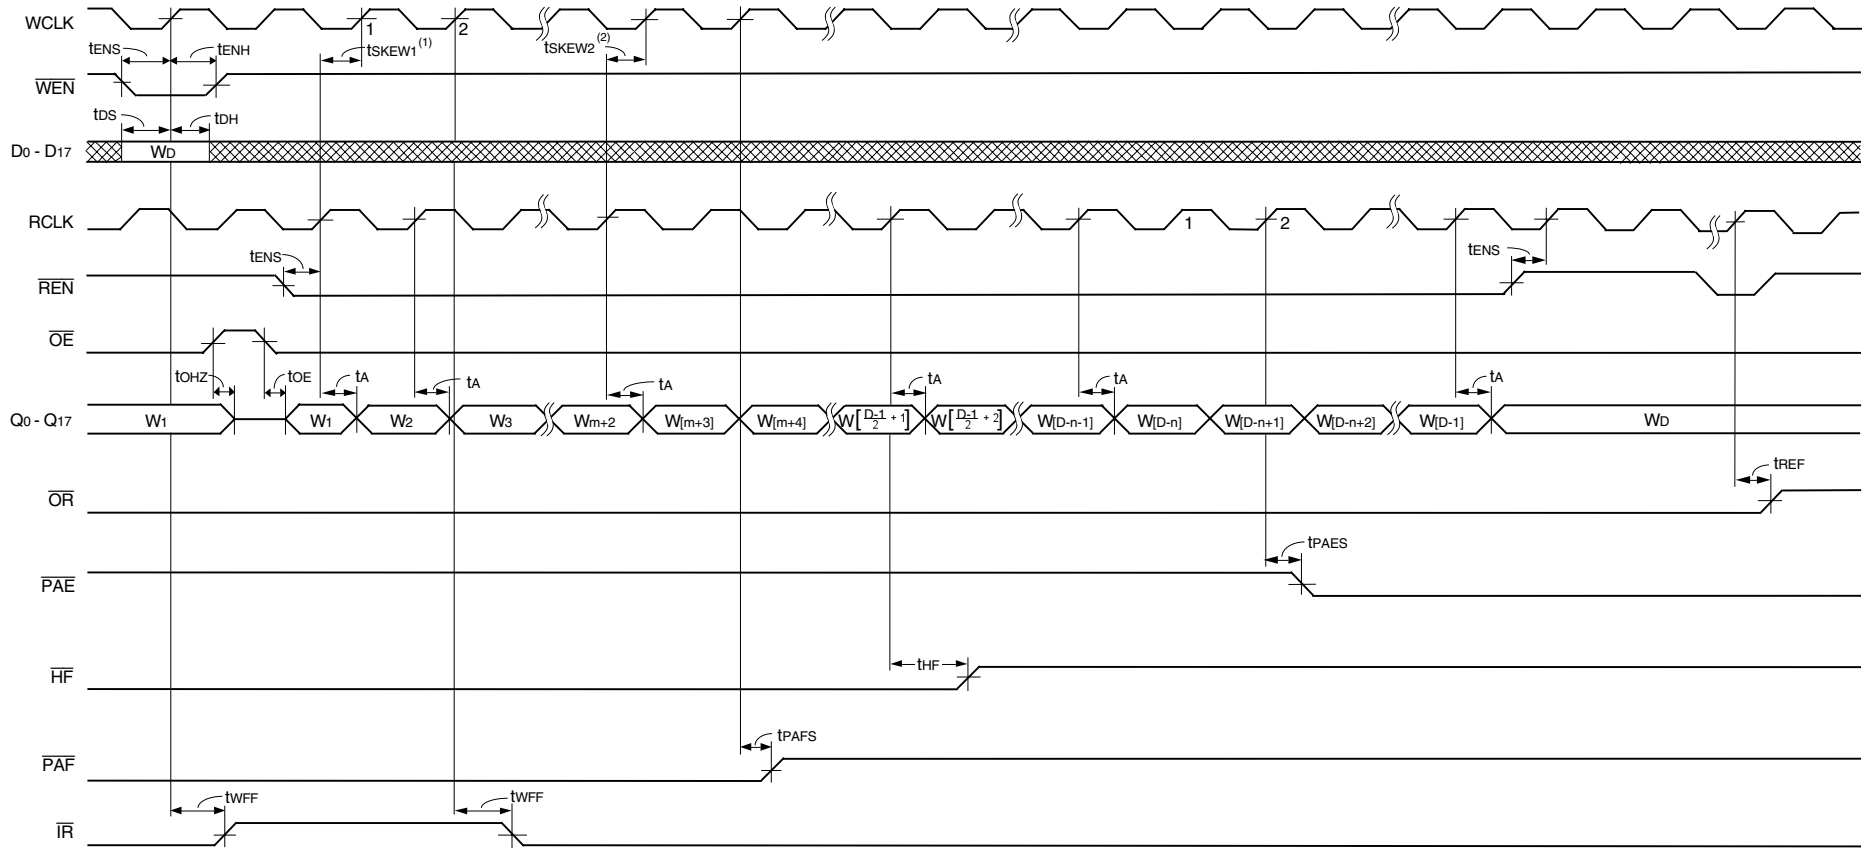 WCLK 1 2
tENS tENH tSKEW1(1) tSKEW2(2)
WEN
tDS tDH
D0 - D17 WD
RCLK 1 2
tENS tENS
REN
OE
tOHZ tOE tA tA tA tA tA tA
Q0 - Q17 W1 W1 W2 W3 Wm+2 W[m+3] W[m+4] W[D-1/2 + 1] W[D-1/2 + 2] W[D-n-1] W[D-n] W[D-n+1] W[D-n+2] W[D-1] WD
tREF
OR
tPAES
PAE
tHF
HF
tPAFS
PAF
tWFF tWFF
IR